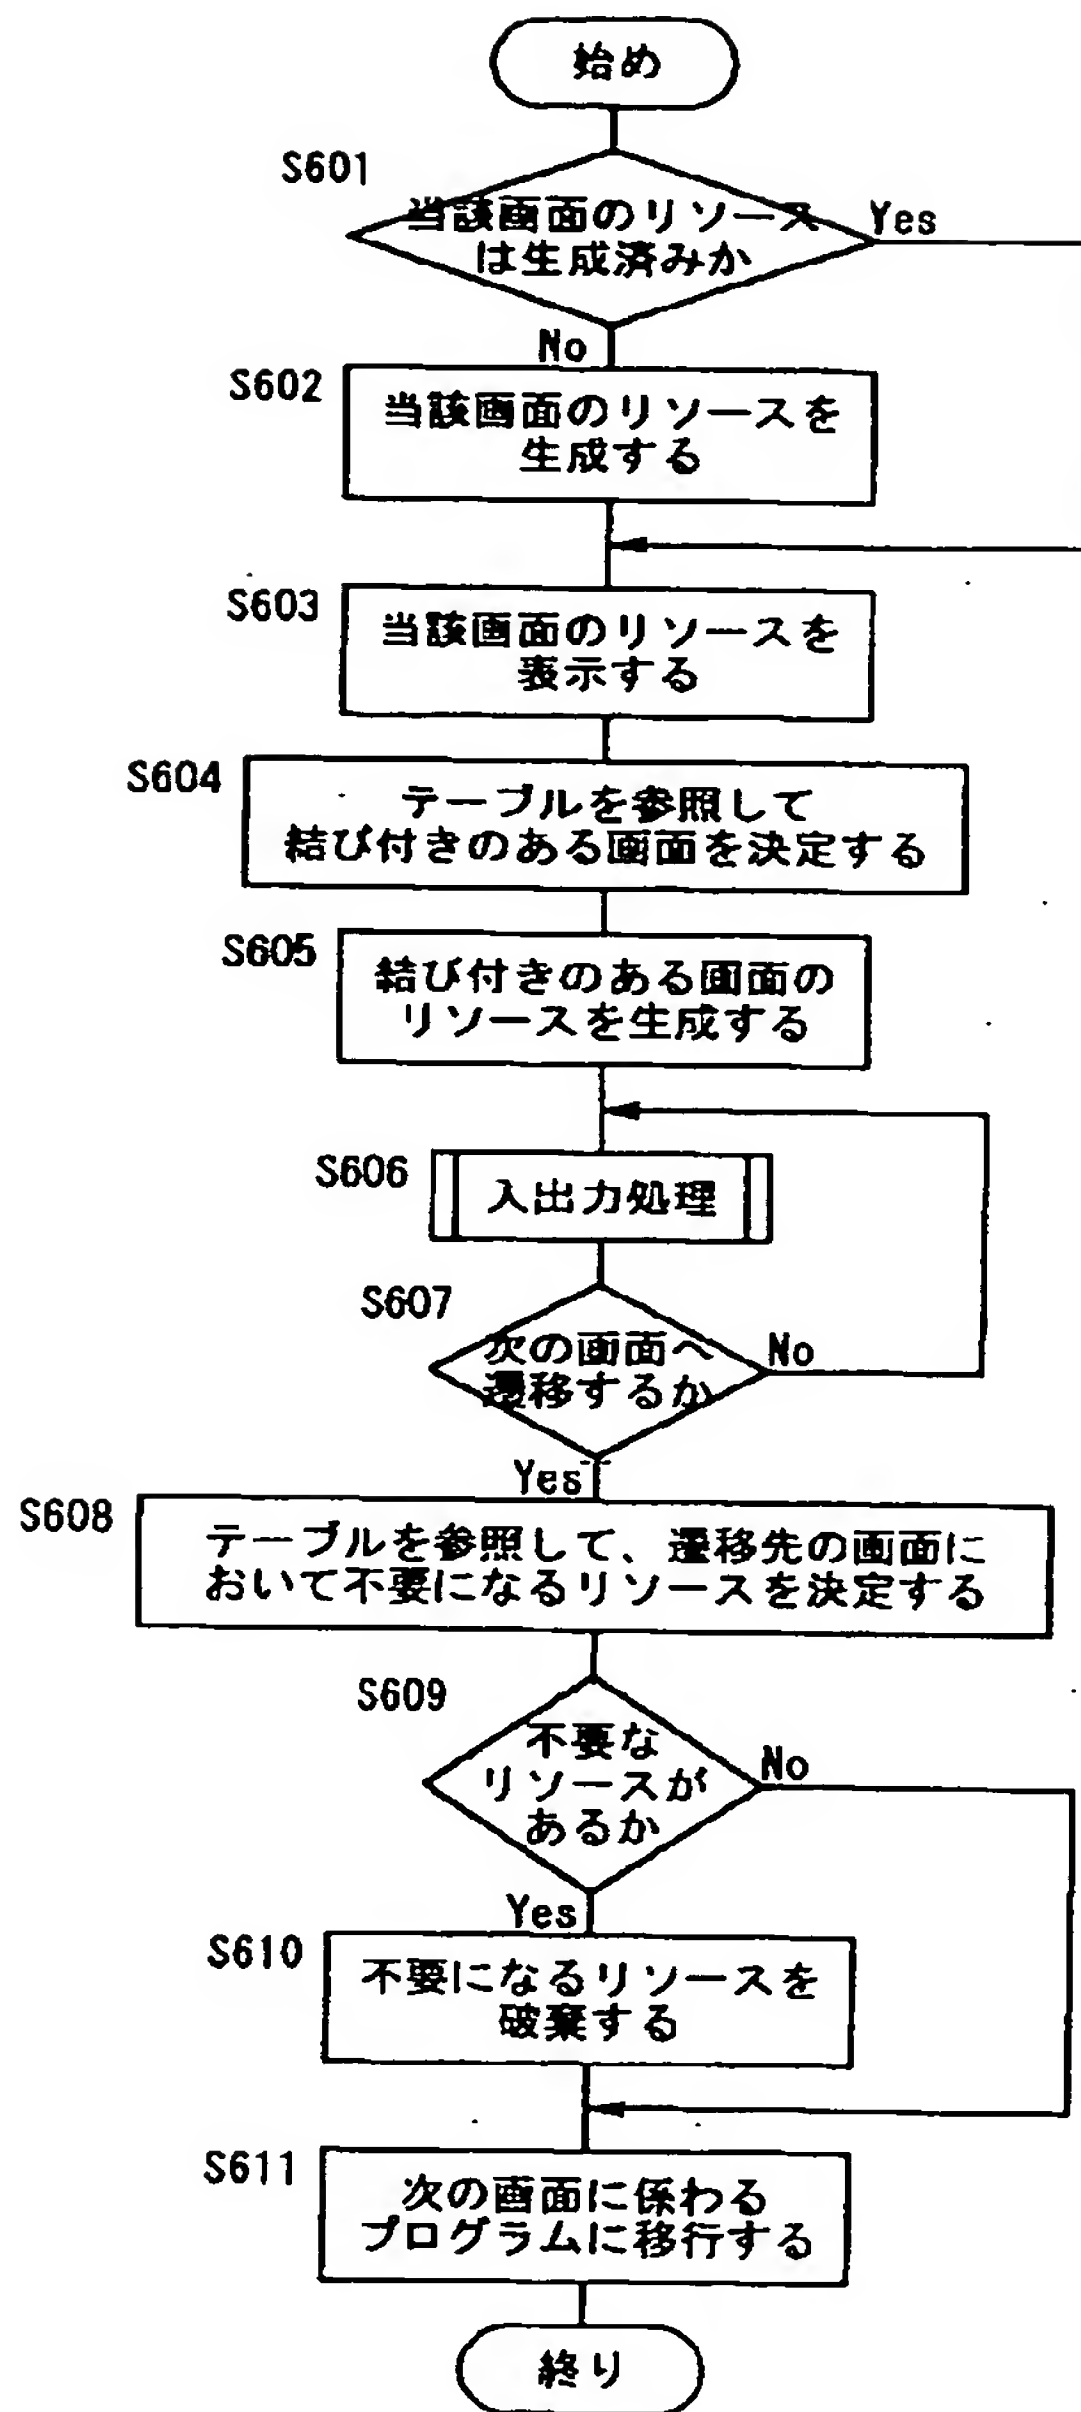 始め
S601
当該画面のリソース
は生成済みか
Yes
No
S602
当該画面のリソースを
生成する
S603
当該画面のリソースを
表示する
S604
テーブルを参照して
結び付きのある画面を決定する
S605
結び付きのある画面の
リソースを生成する
S606
入出力処理
S607
次の画面へ
遷移するか
No
Yes
S608
テーブルを参照して、遷移先の画面に
おいて不要になるリソースを決定する
S609
不要な
リソースが
あるか
No
Yes
S610
不要になるリソースを
破棄する
S611
次の画面に係わる
プログラムに移行する
終り